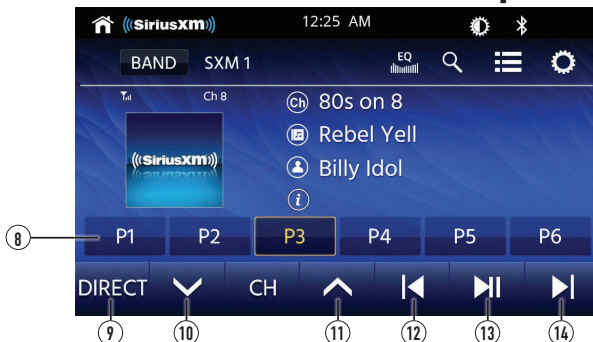 ((SiriusXM)) 12:25 AM
BAND SXM 1 EQ
Ch 8
Ch 80s on 8
Rebel Yell
((SiriusXM)) Billy Idol
i
P1 P2 P3 P4 P5 P6
8
DIRECT CH
9 10 11 12 13 14